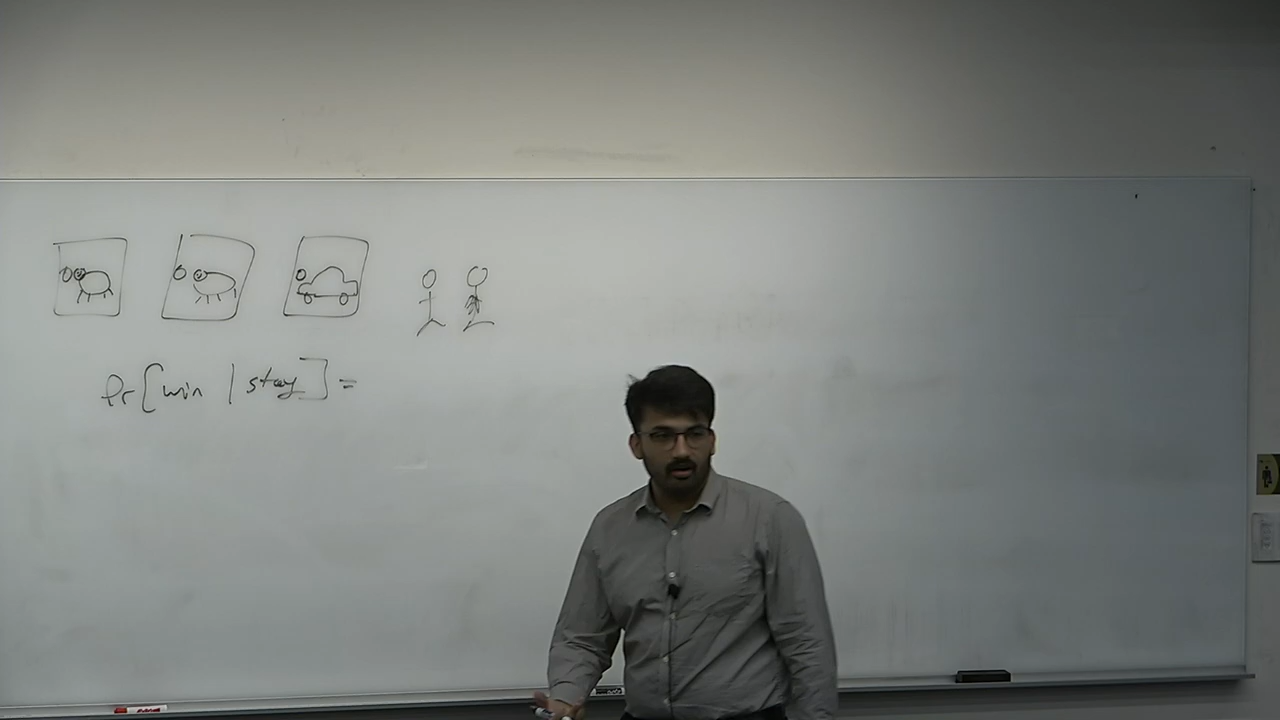 Pr[win | stay] =